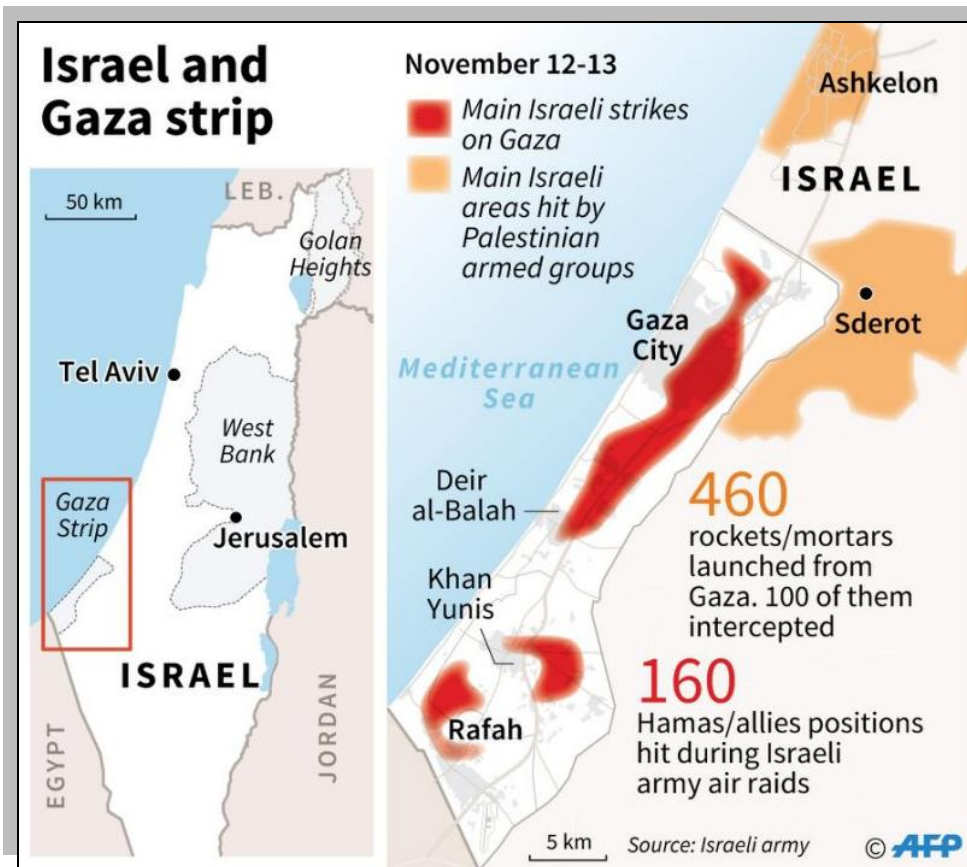 Israel and
Gaza strip
50 km
LEB.
Golan
Heights
Tel Aviv
West
Bank
Gaza
Strip
Jerusalem
ISRAEL
EGYPT
JORDAN
November 12-13
Main Israeli strikes
on Gaza
Main Israeli
areas hit by
Palestinian
armed groups
Ashkelon
ISRAEL
Sderot
Gaza
City
Mediterranean
Sea
Deir
al-Balah
Khan
Yunis
Rafah
460
rockets/mortars
launched from
Gaza. 100 of them
intercepted
160
Hamas/allies positions
hit during Israeli
army air raids
5 km
Source: Israeli army
© AFP